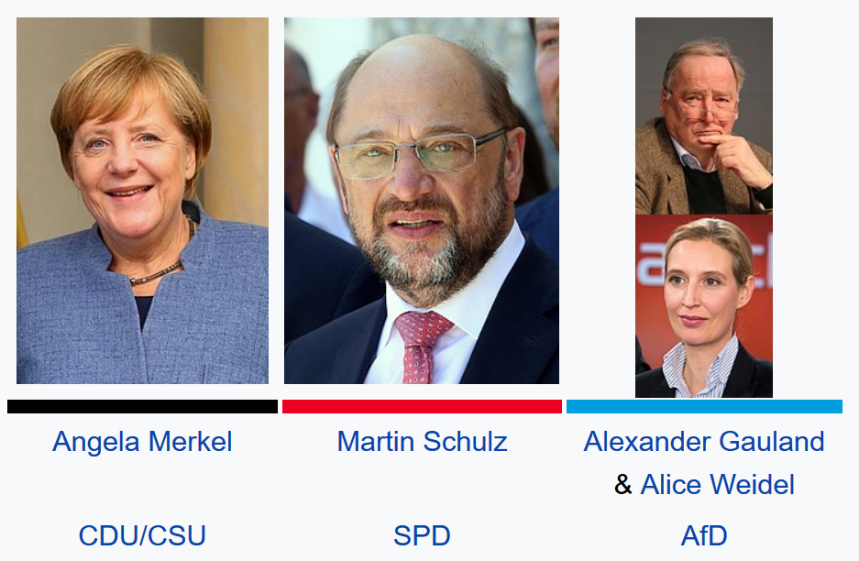 Angela Merkel
Martin Schulz
Alexander Gauland
& Alice Weidel
CDU/CSU
SPD
AfD